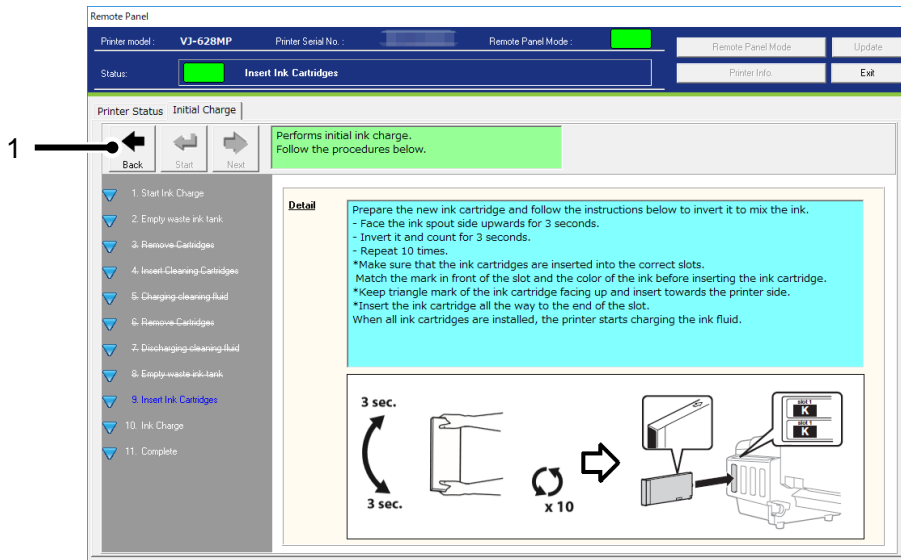 Remote Panel
Printer model : VJ-628MP Printer Serial No. : Remote Panel Mode :
Remote Panel Mode Update
Status: Insert Ink Cartridges
Printer Info. Exit
Printer Status Initial Charge
1
Back Start Next
Performs initial ink charge.
Follow the procedures below.
1. Start Ink Charge
2. Empty waste ink tank
3. Remove Cartridges
4. Insert Cleaning Cartridges
5. Charging cleaning fluid
6. Remove Cartridges
7. Discharging cleaning fluid
8. Empty waste ink tank
9. Insert Ink Cartridges
10. Ink Charge
11. Complete
Detail
Prepare the new ink cartridge and follow the instructions below to invert it to mix the ink.
- Face the ink spout side upwards for 3 seconds.
- Invert it and count for 3 seconds.
- Repeat 10 times.
*Make sure that the ink cartridges are inserted into the correct slots.
Match the mark in front of the slot and the color of the ink before inserting the ink cartridge.
*Keep triangle mark of the ink cartridge facing up and insert towards the printer side.
*Insert the ink cartridge all the way to the end of the slot.
When all ink cartridges are installed, the printer starts charging the ink fluid.
3 sec.
3 sec.
x 10
slot 1
K
slot 1
K